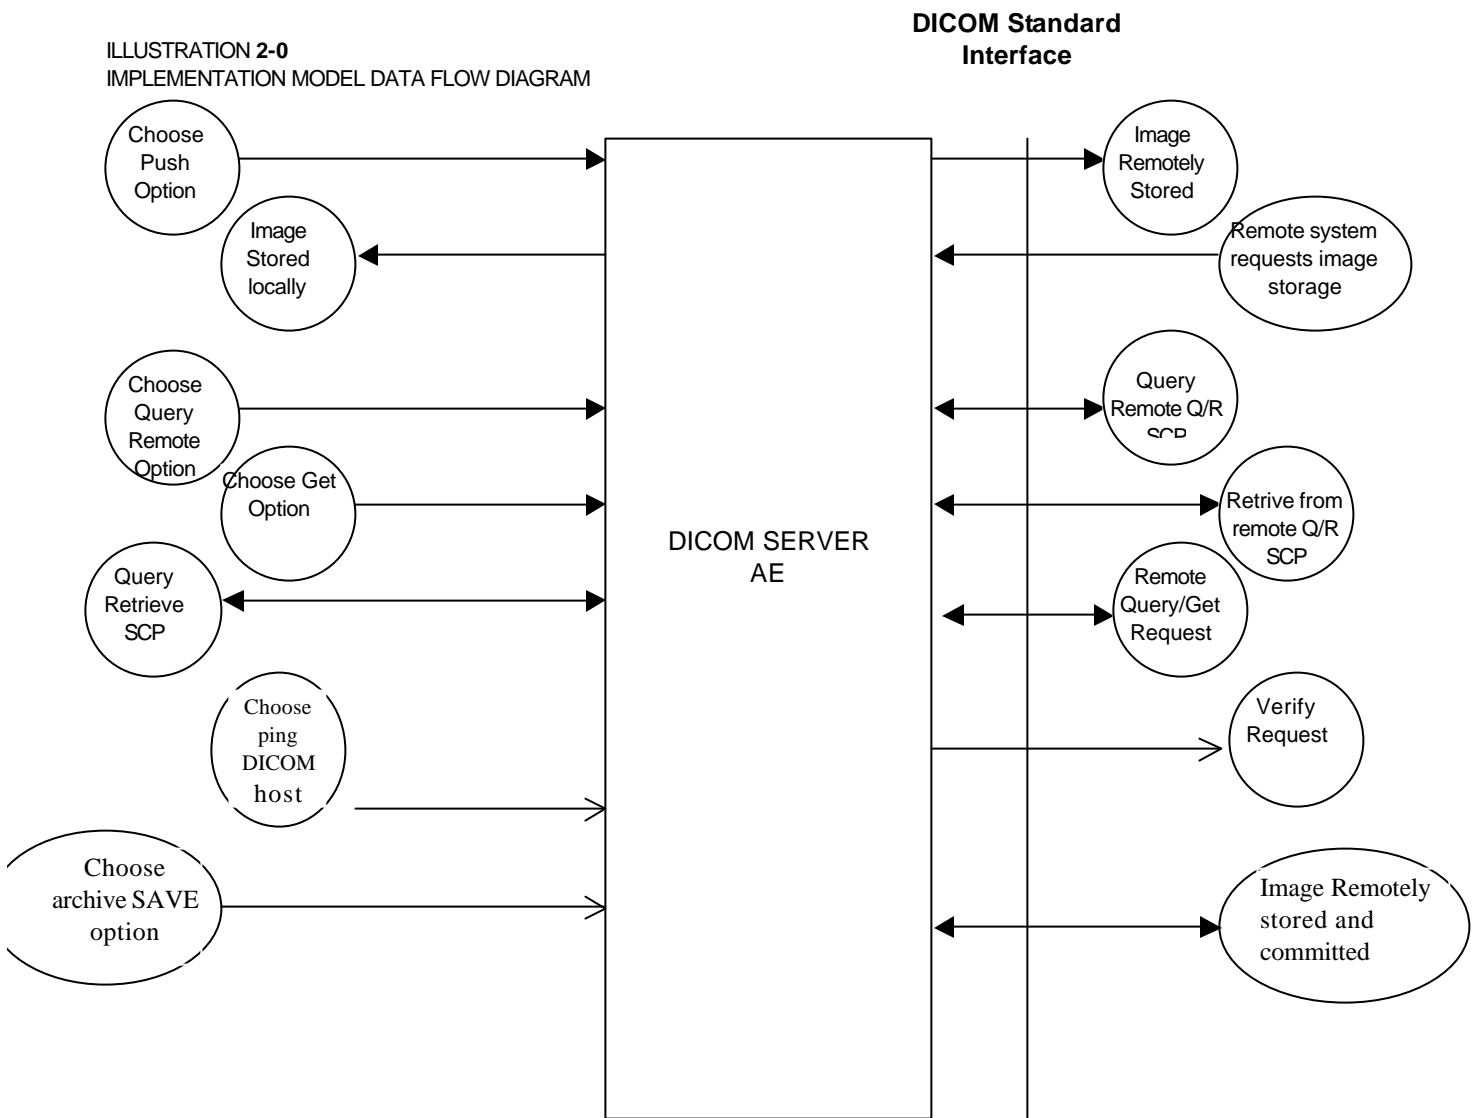 DICOM Standard
Interface
ILLUSTRATION 2-0
IMPLEMENTATION MODEL DATA FLOW DIAGRAM
Choose
Push
Option
Image
Stored
locally
Choose
Query
Remote
Option
Choose Get
Option
Query
Retrieve
SCP
Choose
ping
DICOM
host
Choose
archive SAVE
option
DICOM SERVER
AE
Image
Remotely
Stored
Remote system
requests image
storage
Query
Remote Q/R
SCP
Retrive from
remote Q/R
SCP
Remote
Query/Get
Request
Verify
Request
Image Remotely
stored and
committed